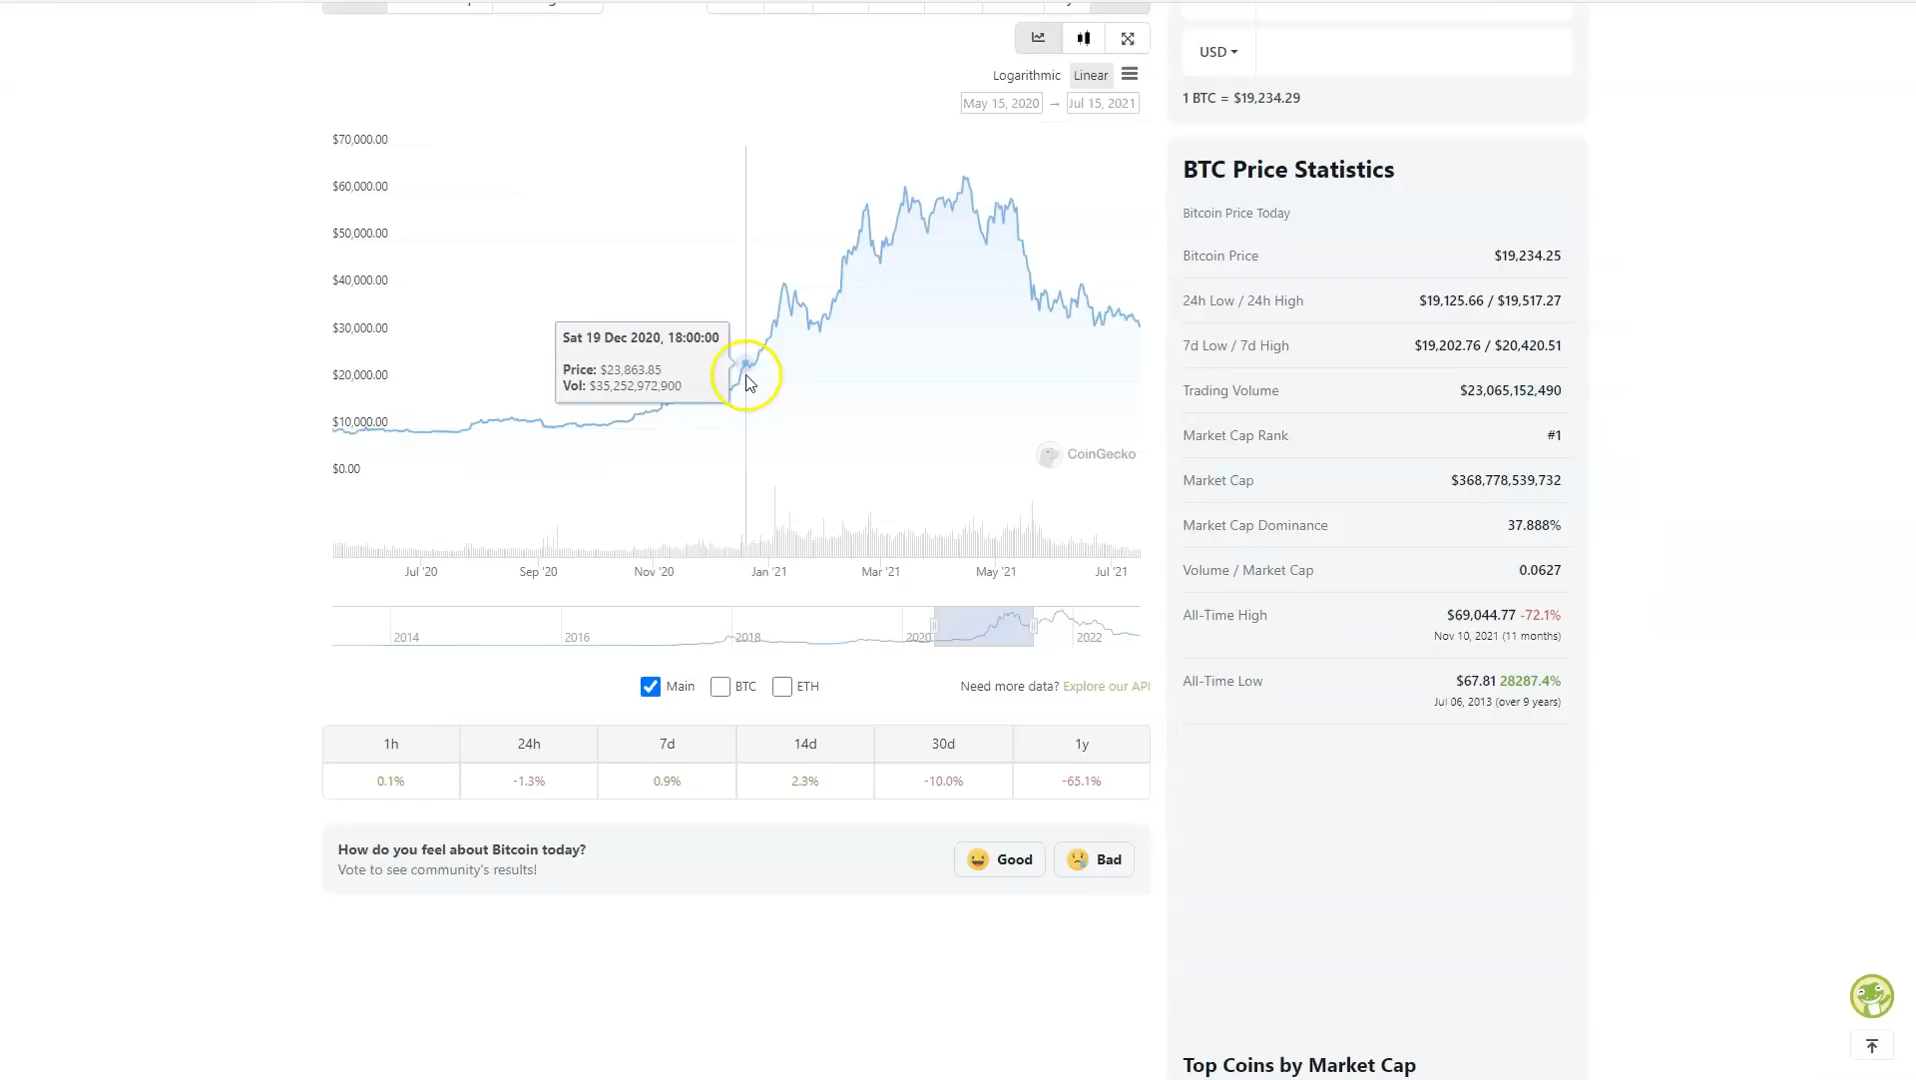 Logarithmic Linear
May 15, 2020 → Jul 15, 2021
$70,000.00
$60,000.00
$50,000.00
$40,000.00
$30,000.00
$20,000.00
$10,000.00
$0.00
Sat 19 Dec 2020, 18:00:00
Price: $23,863.85
Vol: $35,252,972,900
CoinGecko
Jul '20 Sep '20 Nov '20 Jan '21 Mar '21 May '21 Jul '21
2014 2016 2018 2020 2022
Main BTC ETH
Need more data? Explore our API
1h 24h 7d 14d 30d 1y
0.1% -1.3% 0.9% 2.3% -10.0% -65.1%
How do you feel about Bitcoin today?
Vote to see community's results!
Good Bad
USD
1 BTC = $19,234.29
BTC Price Statistics
Bitcoin Price Today
Bitcoin Price $19,234.25
24h Low / 24h High $19,125.66 / $19,517.27
7d Low / 7d High $19,202.76 / $20,420.51
Trading Volume $23,065,152,490
Market Cap Rank #1
Market Cap $368,778,539,732
Market Cap Dominance 37.888%
Volume / Market Cap 0.0627
All-Time High $69,044.77 -72.1%
Nov 10, 2021 (11 months)
All-Time Low $67.81 28287.4%
Jul 06, 2013 (over 9 years)
Top Coins by Market Cap